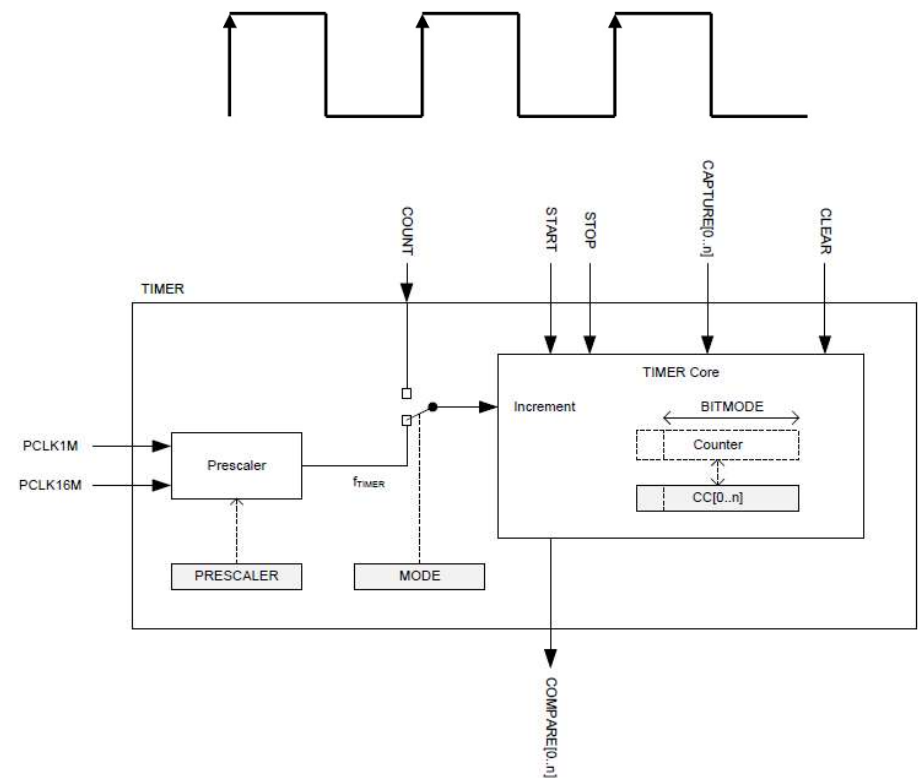 COUNT
START
STOP
CAPTURE[0..n]
CLEAR
TIMER
TIMER Core
Increment
BITMODE
Counter
CC[0..n]
PCLK1M
PCLK16M
Prescaler
fTIMER
PRESCALER
MODE
COMPARE[0..n]